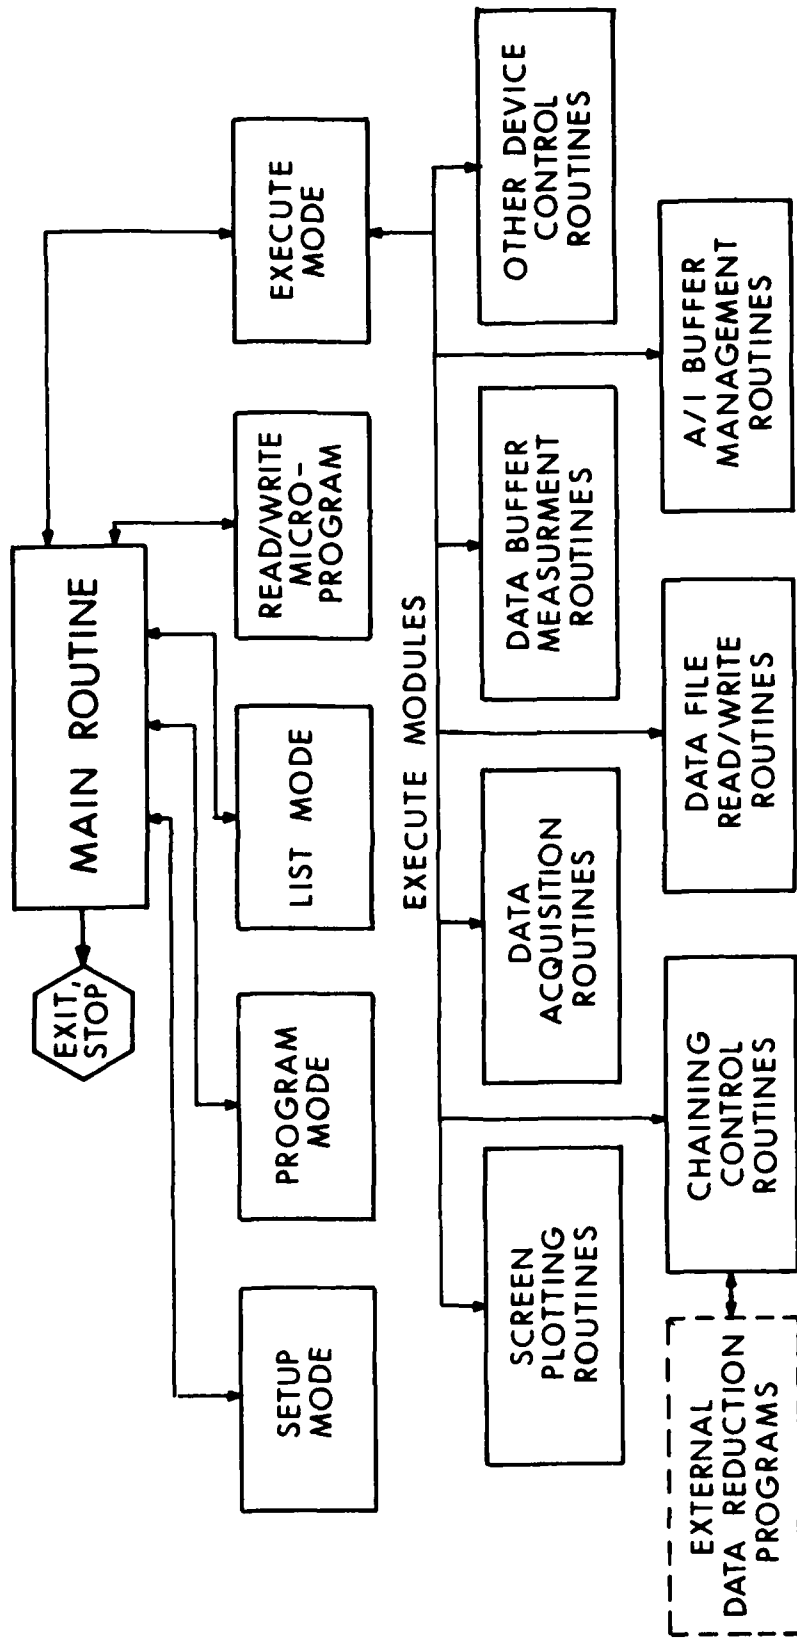 EXIT,
STOP
MAIN ROUTINE
SETUP
MODE
PROGRAM
MODE
LIST MODE
READ/WRITE
MICRO-
PROGRAM
EXECUTE
MODE
EXECUTE MODULES
SCREEN
PLOTTING
ROUTINES
DATA
ACQUISITION
ROUTINES
DATA BUFFER
MEASURMENT
ROUTINES
OTHER DEVICE
CONTROL
ROUTINES
EXTERNAL
DATA REDUCTION
PROGRAMS
CHAINING
CONTROL
ROUTINES
DATA FILE
READ/WRITE
ROUTINES
A/I BUFFER
MANAGEMENT
ROUTINES